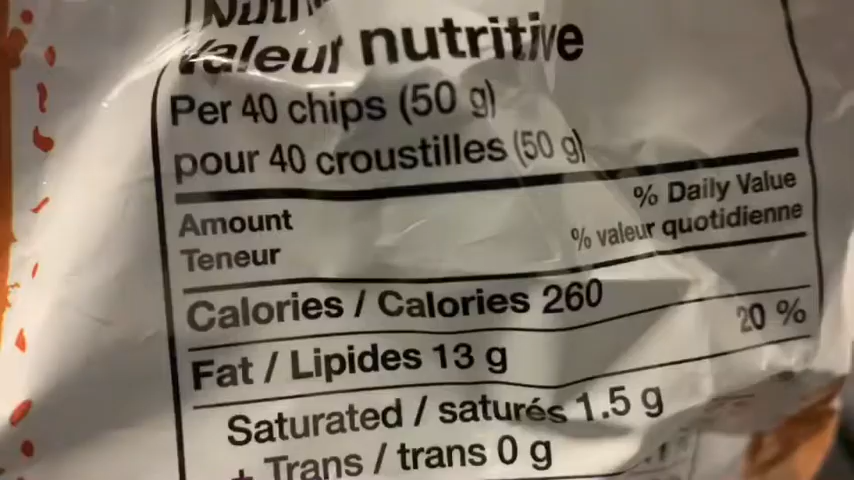 Valeur nutritive
Per 40 chips (50 g)
pour 40 croustilles (50 g)
% Daily Value
% valeur quotidienne
Amount
Teneur
Calories / Calories 260
Fat / Lipides 13 g 20 %
Saturated / saturés 1.5 g
+ Trans / trans 0 g